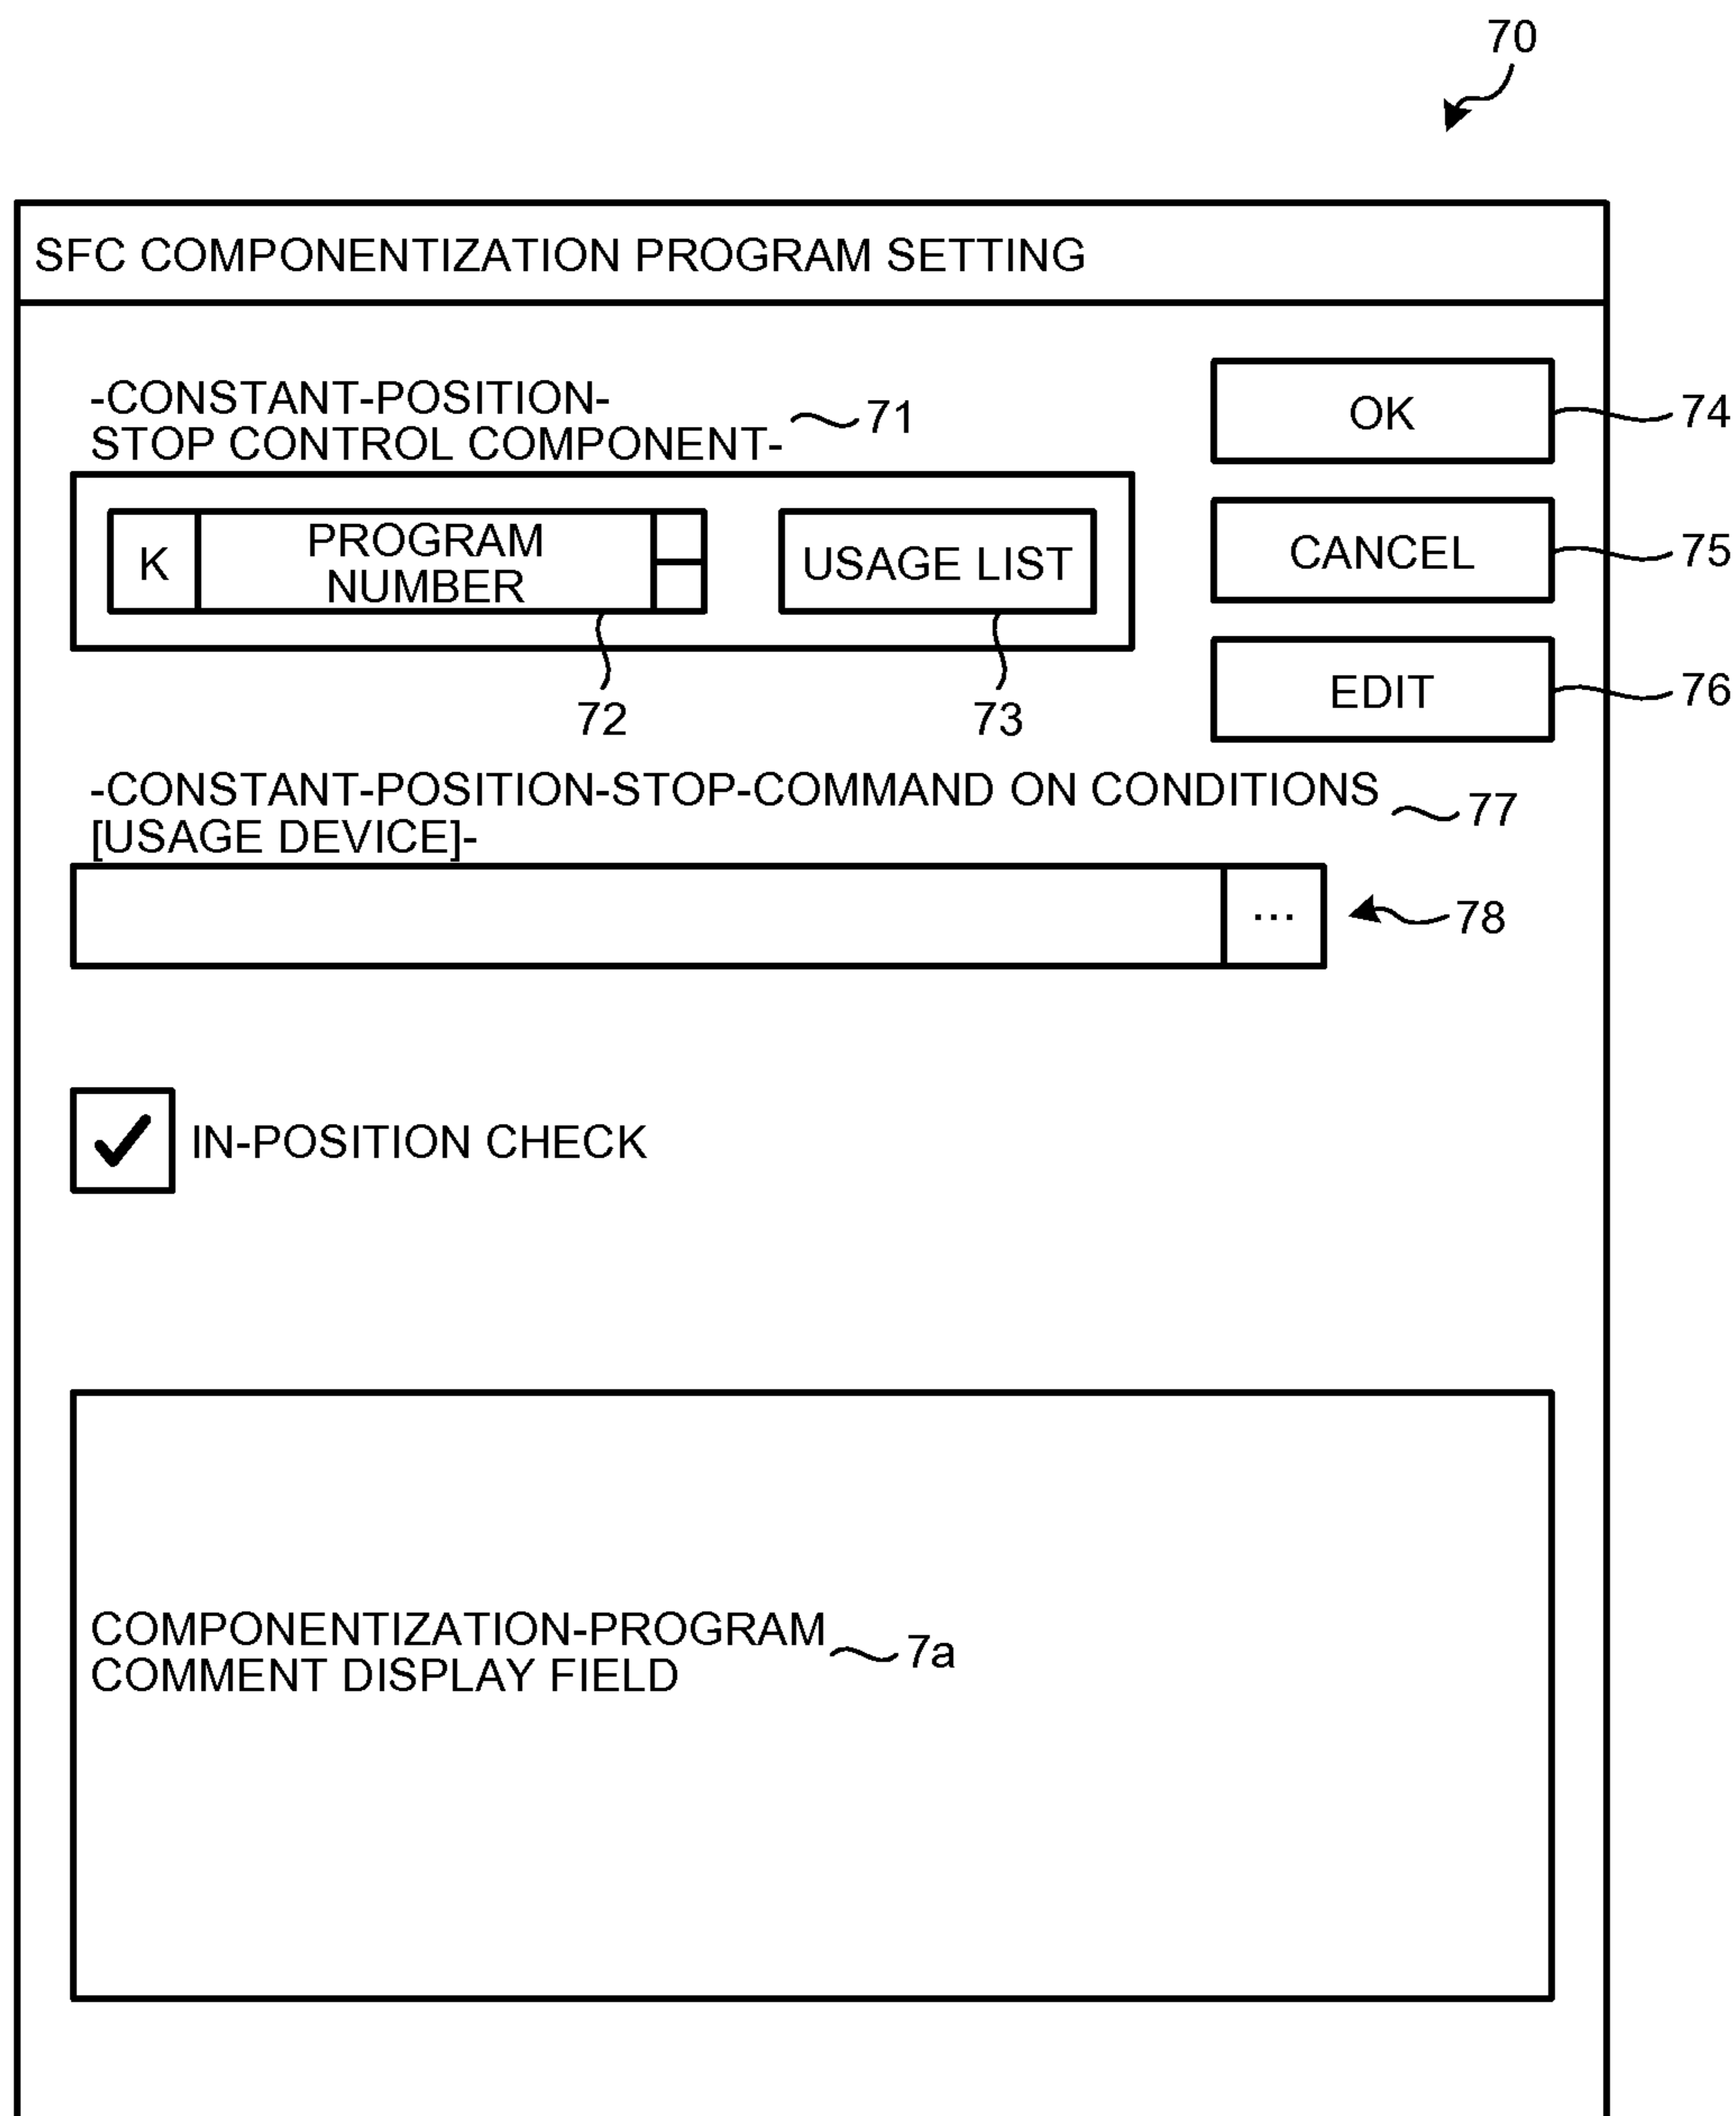 70
SFC COMPONENTIZATION PROGRAM SETTING
-CONSTANT-POSITION-
STOP CONTROL COMPONENT-
71
OK
74
K
PROGRAM
NUMBER
USAGE LIST
CANCEL
75
72
73
EDIT
76
-CONSTANT-POSITION-STOP-COMMAND ON CONDITIONS
[USAGE DEVICE]-
77
...
78
IN-POSITION CHECK
COMPONENTIZATION-PROGRAM
COMMENT DISPLAY FIELD
7a